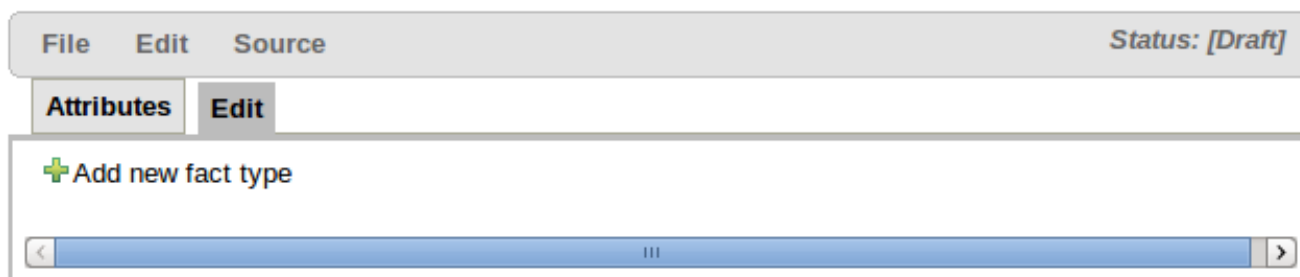 File Edit Source Status: [Draft]
Attributes Edit
Add new fact type